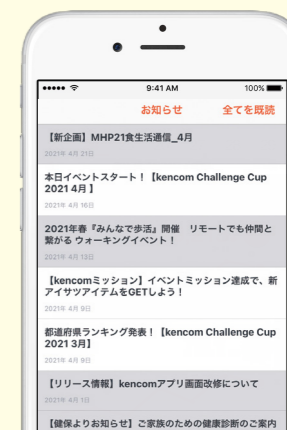 9:41 AM
100%
お知らせ
全てを既読
【新企画】MHP21食生活通信_4月
2021年 4月 21日
本日イベントスタート！【kencom Challenge Cup
2021 4月 】
2021年 4月 16日
2021年春『みんなで歩活』開催　リモートでも仲間と
繋がる ウォーキングイベント！
2021年 4月 13日
【kencomミッション】イベントミッション達成で、新
アイサツアイテムをGETしよう！
2021年 4月 9日
都道府県ランキング発表！【kencom Challenge Cup
2021 3月】
2021年 4月 9日
【リリース情報】kencomアプリ画面改修について
2021年 4月 1日
【健保よりお知らせ】ご家族のための健康診断のご案内